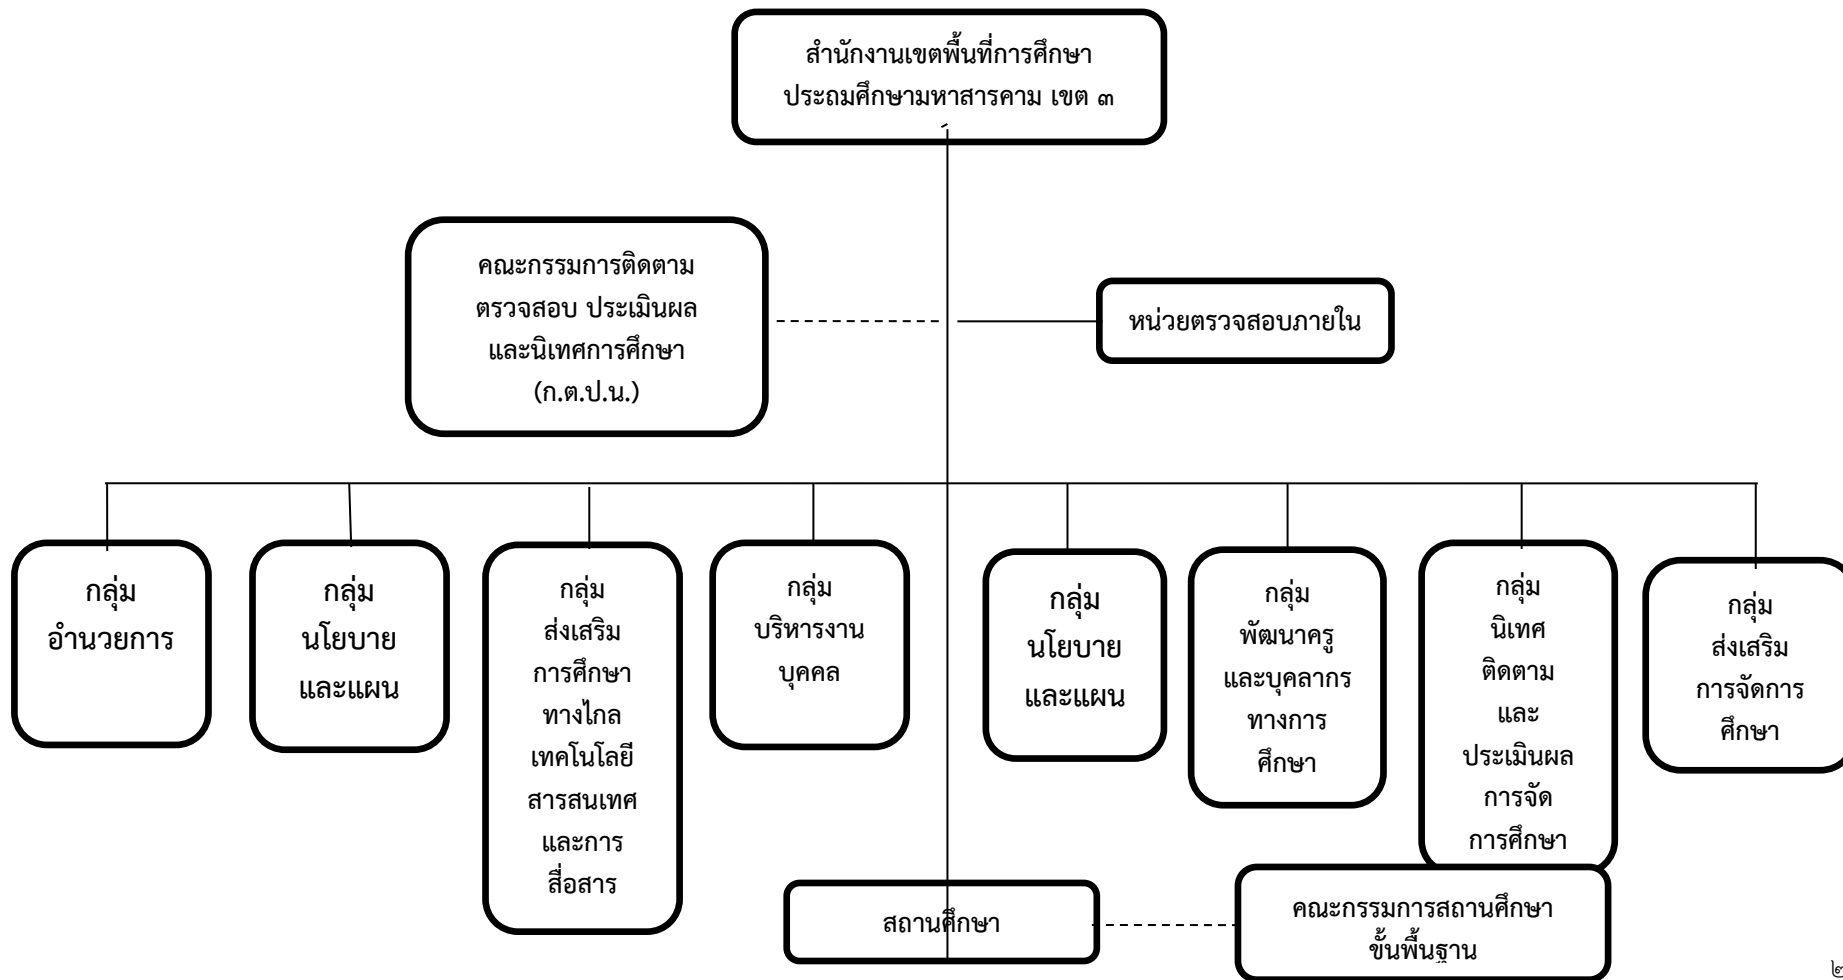 สำนักงานเขตพื้นที่การศึกษา
ประถมศึกษามหาสารคาม เขต ๓
คณะกรรมการติดตาม
ตรวจสอบ ประเมินผล
และนิเทศการศึกษา
(ก.ต.ป.น.)
หน่วยตรวจสอบภายใน
กลุ่ม
อำนวยการ
กลุ่ม
นโยบาย
และแผน
กลุ่ม
ส่งเสริม
การศึกษา
ทางไกล
เทคโนโลยี
สารสนเทศ
และการ
สื่อสาร
กลุ่ม
บริหารงาน
บุคคล
กลุ่ม
นโยบาย
และแผน
กลุ่ม
พัฒนาครู
และบุคลากร
ทางการ
ศึกษา
กลุ่ม
นิเทศ
ติดตาม
และ
ประเมินผล
การจัด
การศึกษา
กลุ่ม
ส่งเสริม
การจัดการ
ศึกษา
สถานศึกษา
คณะกรรมการสถานศึกษา
ขั้นพื้นฐาน